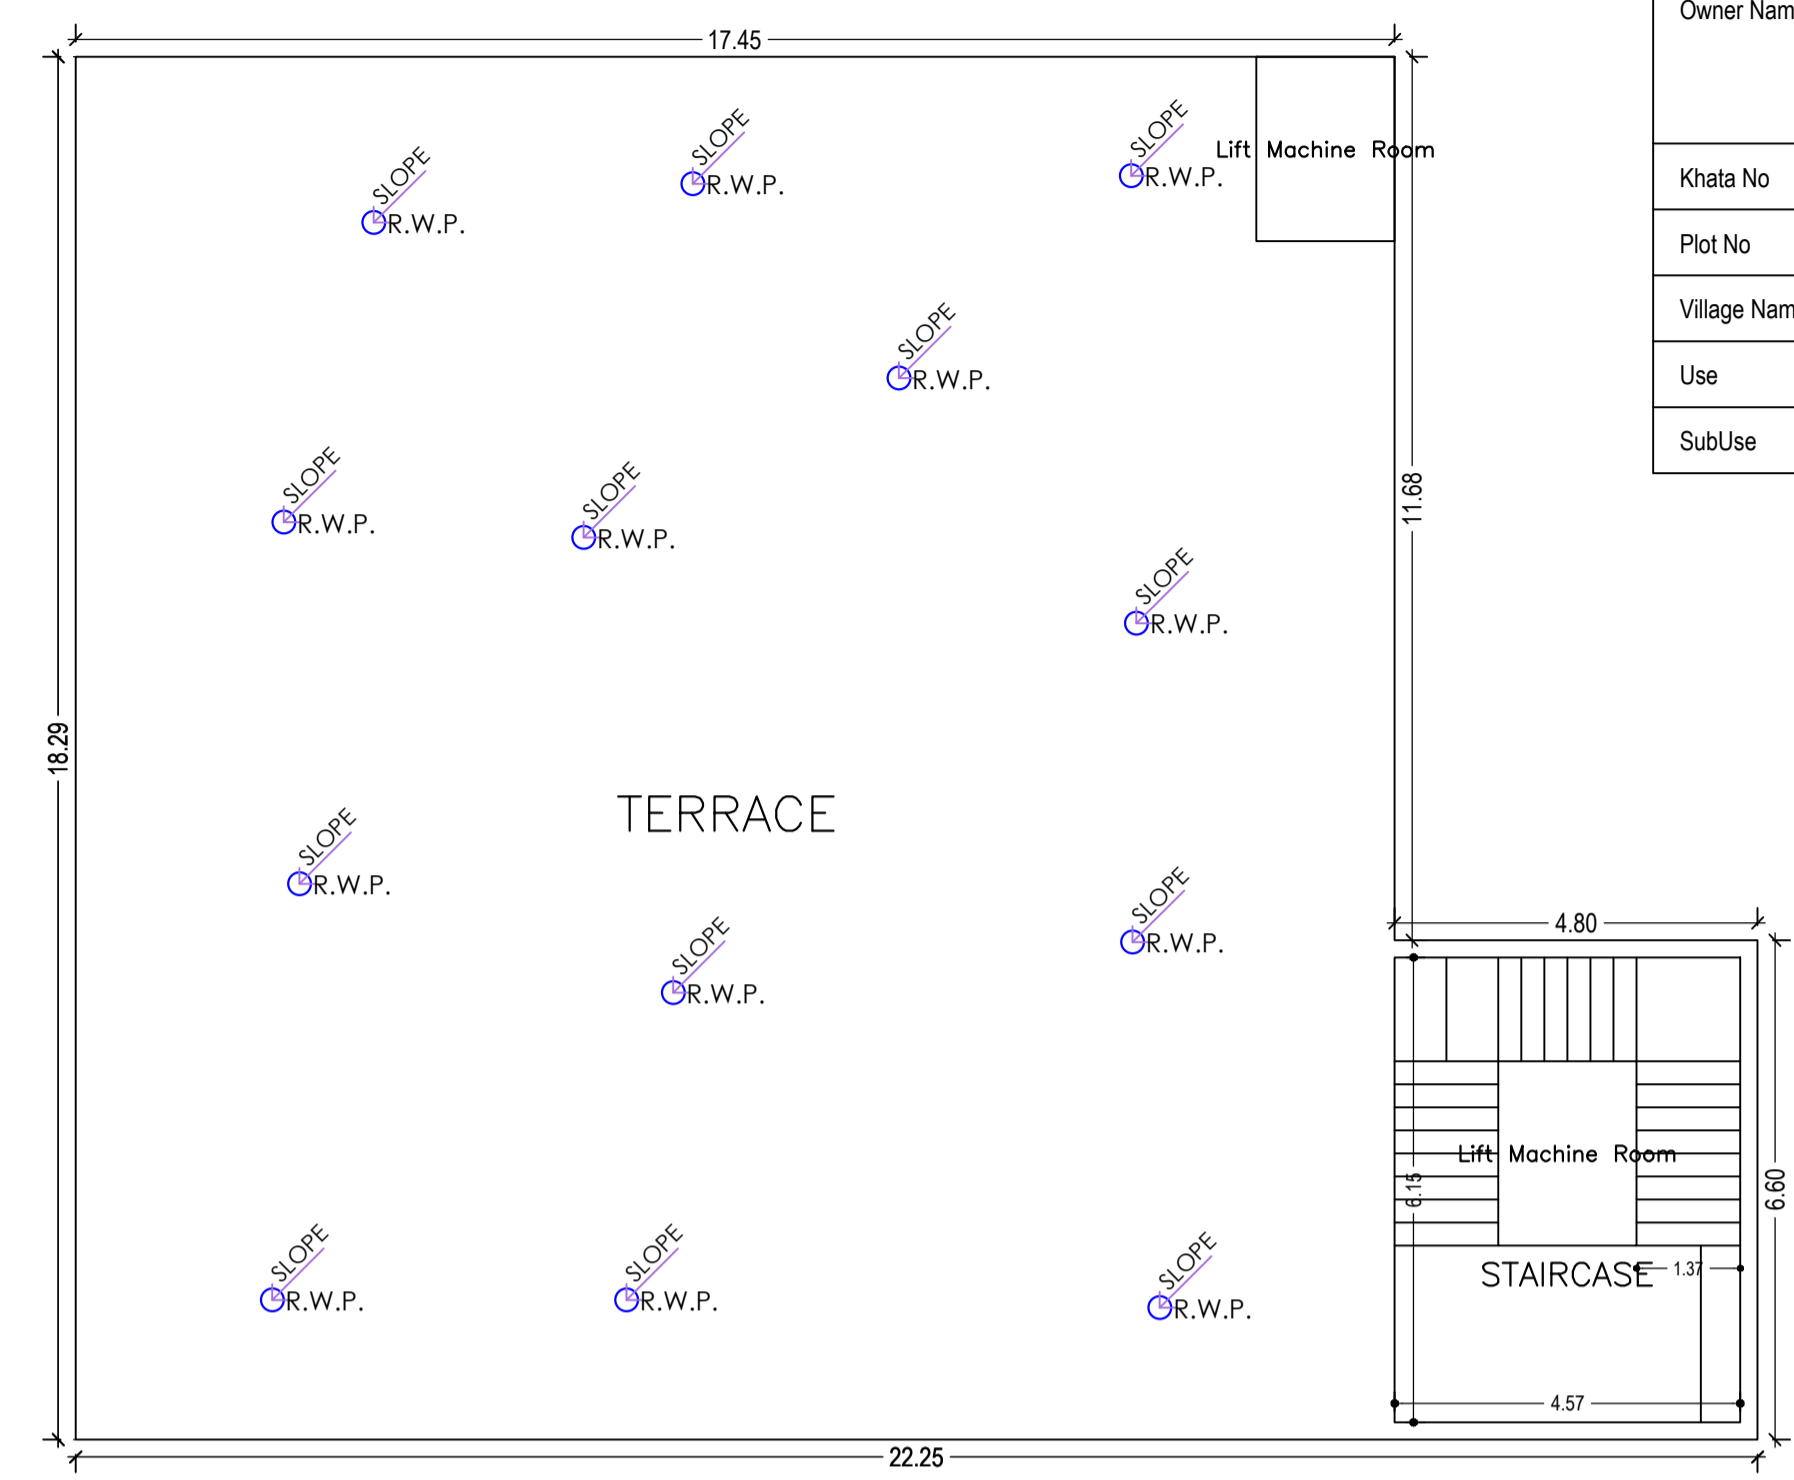 Owner Nam
17.45
SLOPE
R.W.P.
SLOPE
R.W.P.
SLOPE
R.W.P.
Lift Machine Room
Khata No
Plot No
Village Nam
Use
SubUse
SLOPE
R.W.P.
SLOPE
R.W.P.
SLOPE
R.W.P.
11.68
SLOPE
R.W.P.
18.29
TERRACE
SLOPE
R.W.P.
SLOPE
R.W.P.
SLOPE
R.W.P.
4.80
Lift Machine Room
6.15
6.60
STAIRCASE
1.37
SLOPE
R.W.P.
SLOPE
R.W.P.
SLOPE
R.W.P.
4.57
22.25